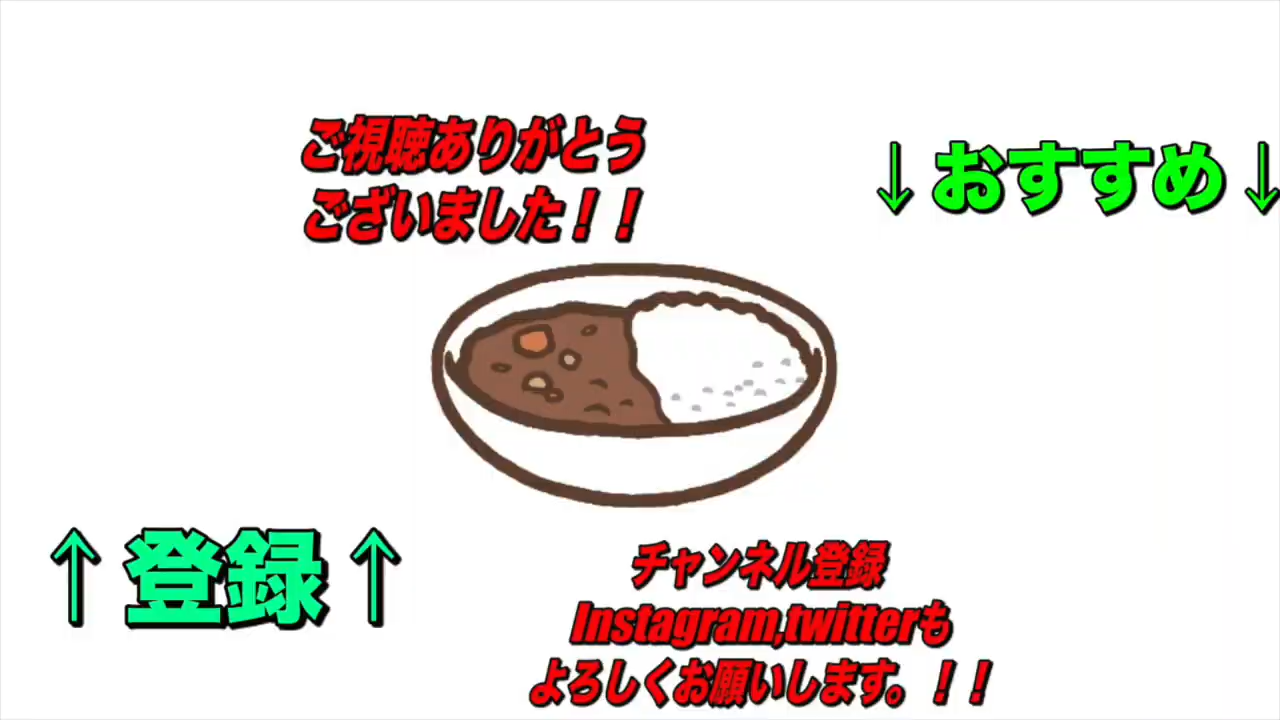 ご視聴ありがとう
ございました！！
↓おすすめ↓
↑登録↑
チャンネル登録
Instagram,twitterも
よろしくお願いします。！！